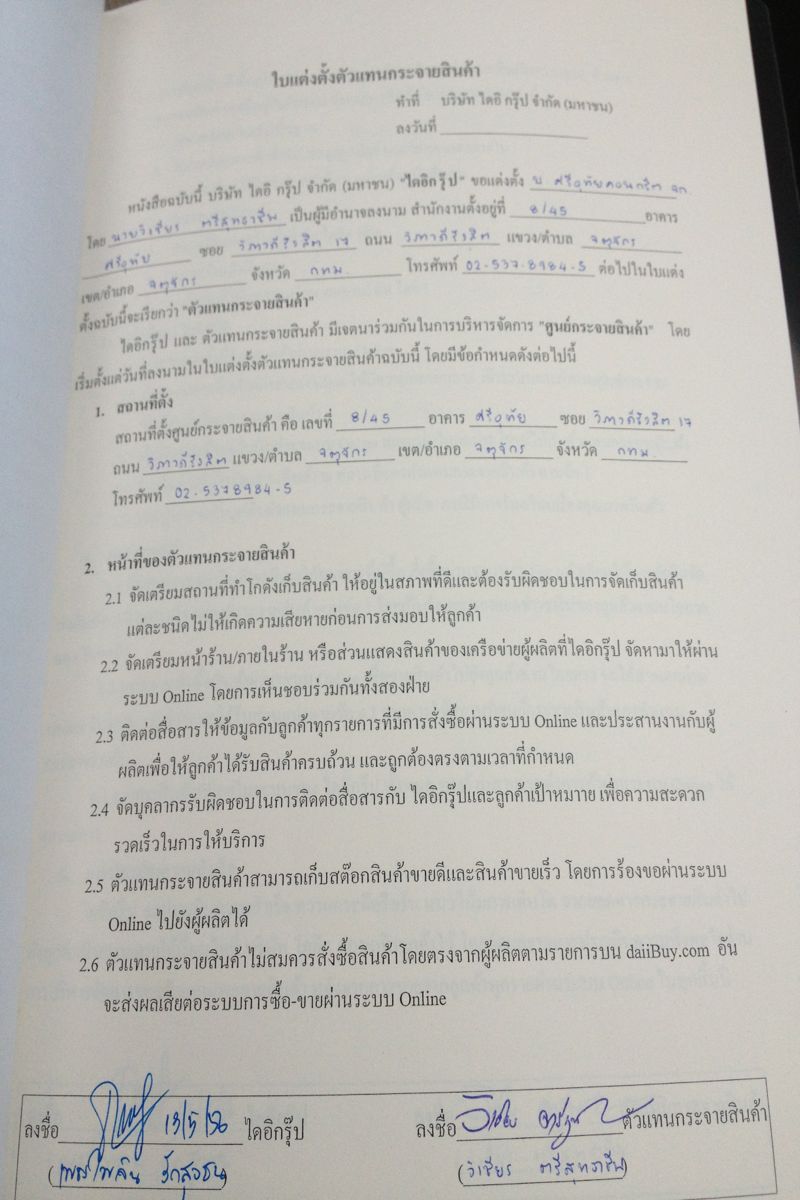 ใบแต่งตั้งตัวแทนกระจายสินค้า
ทำที่ บริษัท ไดอิ กรุ๊ป จำกัด (มหาชน)
ลงวันที่
หนังสือฉบับนี้ บริษัท ไดอิ กรุ๊ป จำกัด (มหาชน) "ไดอิกรุ๊ป" ขอแต่งตั้ง บ ศรีอุทัยคอนกรีต จก
โดย นายวิเชียร ตรีสุทธาชีพ เป็นผู้มีอำนาจลงนาม สำนักงานตั้งอยู่ที่ 8/45 อาคาร
ศรีอุทัย ซอย วิภาวดีรังสิต 17 ถนน วิภาวดีรังสิต แขวง/ตำบล จตุจักร
เขต/อำเภอ จตุจักร จังหวัด กทม. โทรศัพท์ 02-537-8984-5 ต่อไปในใบแต่ง
ตั้งฉบับนี้จะเรียกว่า "ตัวแทนกระจายสินค้า"
ไดอิกรุ๊ป และ ตัวแทนกระจายสินค้า มีเจตนาร่วมกันในการบริหารจัดการ "ศูนย์กระจายสินค้า" โดย
เริ่มตั้งแต่วันที่ลงนามในใบแต่งตั้งตัวแทนกระจายสินค้าฉบับนี้ โดยมีข้อกำหนดดังต่อไปนี้
1. สถานที่ตั้ง
สถานที่ตั้งศูนย์กระจายสินค้า คือ เลขที่ 8/45 อาคาร ศรีอุทัย ซอย วิภาวดีรังสิต 17
ถนน วิภาวดีรังสิต แขวง/ตำบล จตุจักร เขต/อำเภอ จตุจักร จังหวัด กทม.
โทรศัพท์ 02-5378984-5
2. หน้าที่ของตัวแทนกระจายสินค้า
2.1 จัดเตรียมสถานที่ทำโกดังเก็บสินค้า ให้อยู่ในสภาพที่ดีและต้องรับผิดชอบในการจัดเก็บสินค้า
แต่ละชนิดไม่ให้เกิดความเสียหายก่อนการส่งมอบให้ลูกค้า
2.2 จัดเตรียมหน้าร้าน/ภายในร้าน หรือส่วนแสดงสินค้าของเครือข่ายผู้ผลิตที่ไดอิกรุ๊ป จัดหามาให้ผ่าน
ระบบ Online โดยการเห็นชอบร่วมกันทั้งสองฝ่าย
2.3 ติดต่อสื่อสารให้ข้อมูลกับลูกค้าทุกรายการที่มีการสั่งซื้อผ่านระบบ Online และประสานงานกับผู้
ผลิตเพื่อให้ลูกค้าได้รับสินค้าครบถ้วน และถูกต้องตรงตามเวลาที่กำหนด
2.4 จัดบุคลากรรับผิดชอบในการติดต่อสื่อสารกับ ไดอิกรุ๊ปและลูกค้าเป้าหมาาย เพื่อความสะดวก
รวดเร็วในการให้บริการ
2.5 ตัวแทนกระจายสินค้าสามารถเก็บสต๊อกสินค้าขายดีและสินค้าขายเร็ว โดยการร้องขอผ่านระบบ
Online ไปยังผู้ผลิตได้
2.6 ตัวแทนกระจายสินค้าไม่สมควรสั่งซื้อสินค้าโดยตรงจากผู้ผลิตตามรายการบน daiiBuy.com อัน
จะส่งผลเสียต่อระบบการซื้อ-ขายผ่านระบบ Online
ลงชื่อ 13/5/56 ไดอิกรุ๊ป ลงชื่อ ตัวแทนกระจายสินค้า
(วิเชียร ตรีสุทธาชีพ)